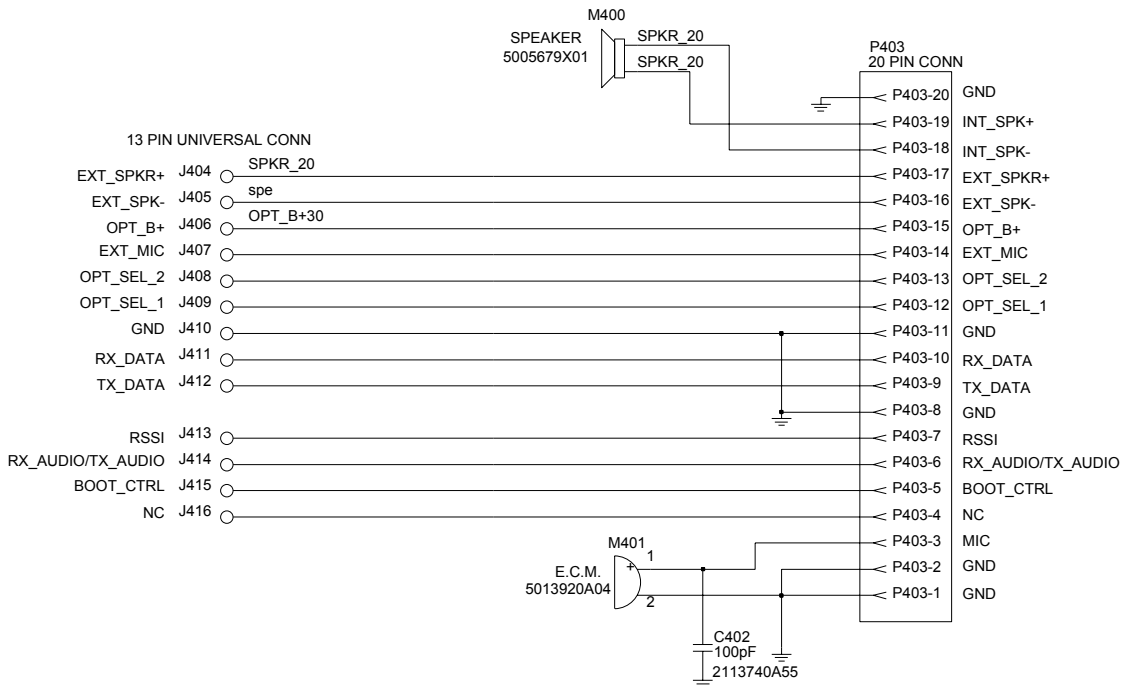 M400
SPEAKER
5005679X01
SPKR_20
SPKR_20
P403
20 PIN CONN
P403-20 GND
P403-19 INT_SPK+
P403-18 INT_SPK-
13 PIN UNIVERSAL CONN
EXT_SPKR+ J404 SPKR_20 P403-17 EXT_SPKR+
EXT_SPK- J405 spe P403-16 EXT_SPK-
OPT_B+ J406 OPT_B+30 P403-15 OPT_B+
EXT_MIC J407 P403-14 EXT_MIC
OPT_SEL_2 J408 P403-13 OPT_SEL_2
OPT_SEL_1 J409 P403-12 OPT_SEL_1
GND J410 P403-11 GND
RX_DATA J411 P403-10 RX_DATA
TX_DATA J412 P403-9 TX_DATA
P403-8 GND
RSSI J413 P403-7 RSSI
RX_AUDIO/TX_AUDIO J414 P403-6 RX_AUDIO/TX_AUDIO
BOOT_CTRL J415 P403-5 BOOT_CTRL
NC J416 P403-4 NC
P403-3 MIC
P403-2 GND
P403-1 GND
M401
E.C.M.
5013920A04
+
1
2
C402
100pF
2113740A55